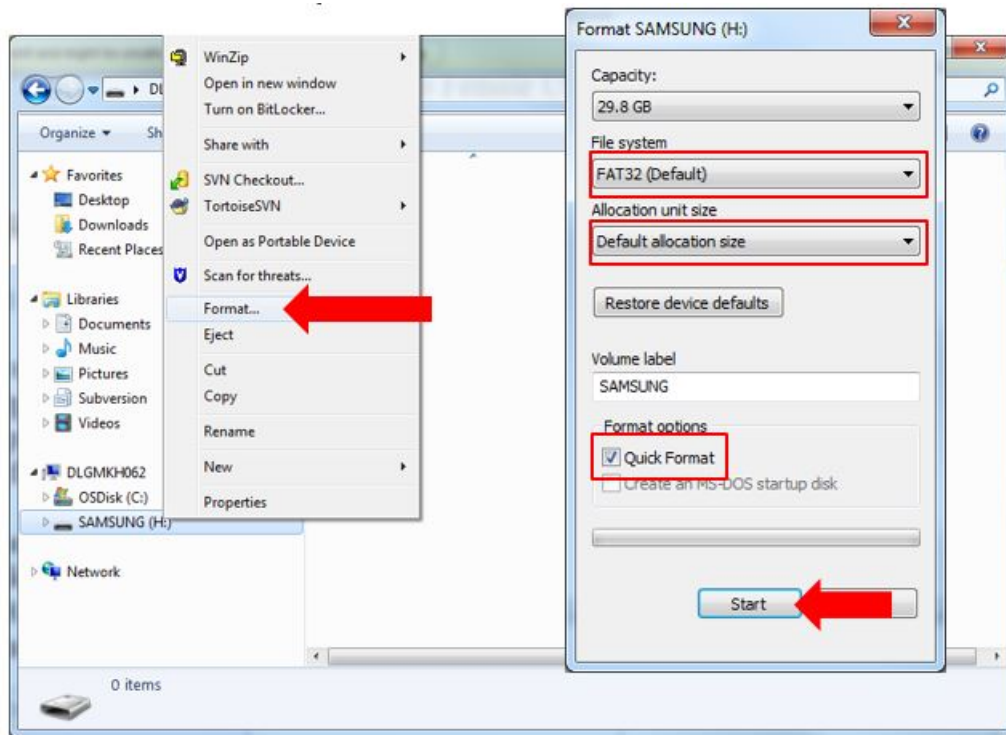 DL
Organize
Sh
Favorites
Desktop
Downloads
Recent Places
Libraries
Documents
Music
Pictures
Subversion
Videos
DLGMKH062
OSDisk (C:)
SAMSUNG (H:)
Network
0 items
WinZip
Open in new window
Turn on BitLocker...
Share with
SVN Checkout...
TortoiseSVN
Open as Portable Device
Scan for threats...
Format...
Eject
Cut
Copy
Rename
New
Properties
Format SAMSUNG (H:)
Capacity:
29.8 GB
File system
FAT32 (Default)
Allocation unit size
Default allocation size
Restore device defaults
Volume label
SAMSUNG
Format options
Quick Format
Create an MS-DOS startup disk
Start